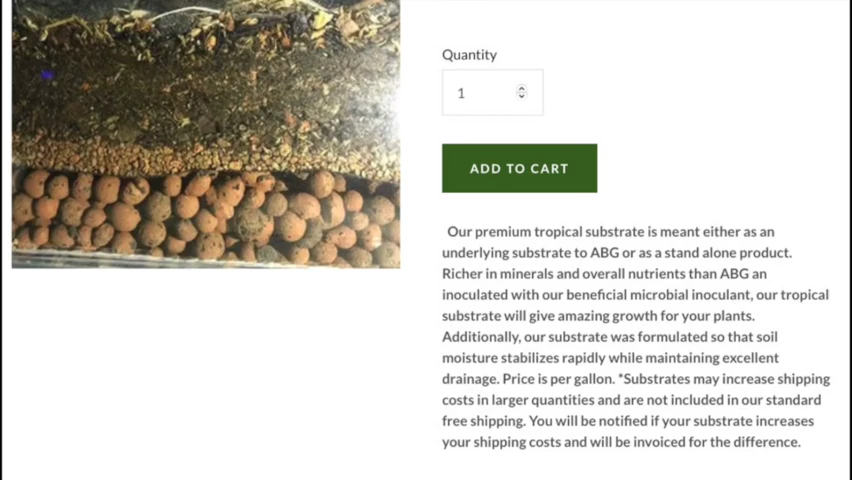 Quantity
1
ADD TO CART
Our premium tropical substrate is meant either as an
underlying substrate to ABG or as a stand alone product.
Richer in minerals and overall nutrients than ABG an
inoculated with our beneficial microbial inoculant, our tropical
substrate will give amazing growth for your plants.
Additionally, our substrate was formulated so that soil
moisture stabilizes rapidly while maintaining excellent
drainage. Price is per gallon. *Substrates may increase shipping
costs in larger quantities and are not included in our standard
free shipping. You will be notified if your substrate increases
your shipping costs and will be invoiced for the difference.